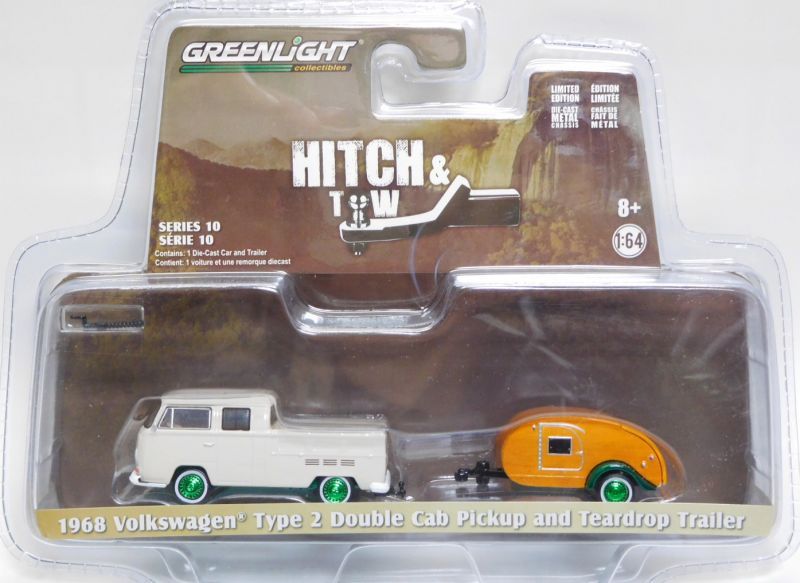 GREENLIGHT
collectibles
LIMITED EDITION
ÉDITION LIMITÉE
DIE-CAST METAL CHASSIS
CHÂSSIS FAIT DE MÉTAL
HITCH &
TOW
8+
1:64
SERIES 10
SÉRIE 10
Contains: 1 Die-Cast Car and Trailer
Contient: 1 voiture et une remorque diecast
1968 Volkswagen® Type 2 Double Cab Pickup and Teardrop Trailer